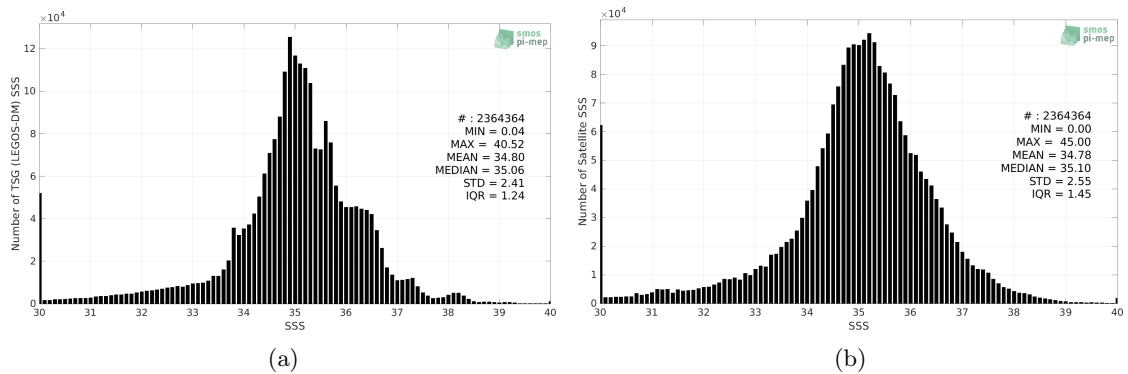 ×10⁴
12
10
8
6
4
2
0
30 31 32 33 34 35 36 37 38 39 40
SSS
Number of TSG (LEGOS-DM) SSS
smos
pi-mep
# : 2364364
MIN = 0.04
MAX = 40.52
MEAN = 34.80
MEDIAN = 35.06
STD = 2.41
IQR = 1.24
(a)
×10⁴
9
8
7
6
5
4
3
2
1
0
30 31 32 33 34 35 36 37 38 39 40
SSS
Number of Satellite SSS
smos
pi-mep
# : 2364364
MIN = 0.00
MAX = 45.00
MEAN = 34.78
MEDIAN = 35.10
STD = 2.55
IQR = 1.45
(b)